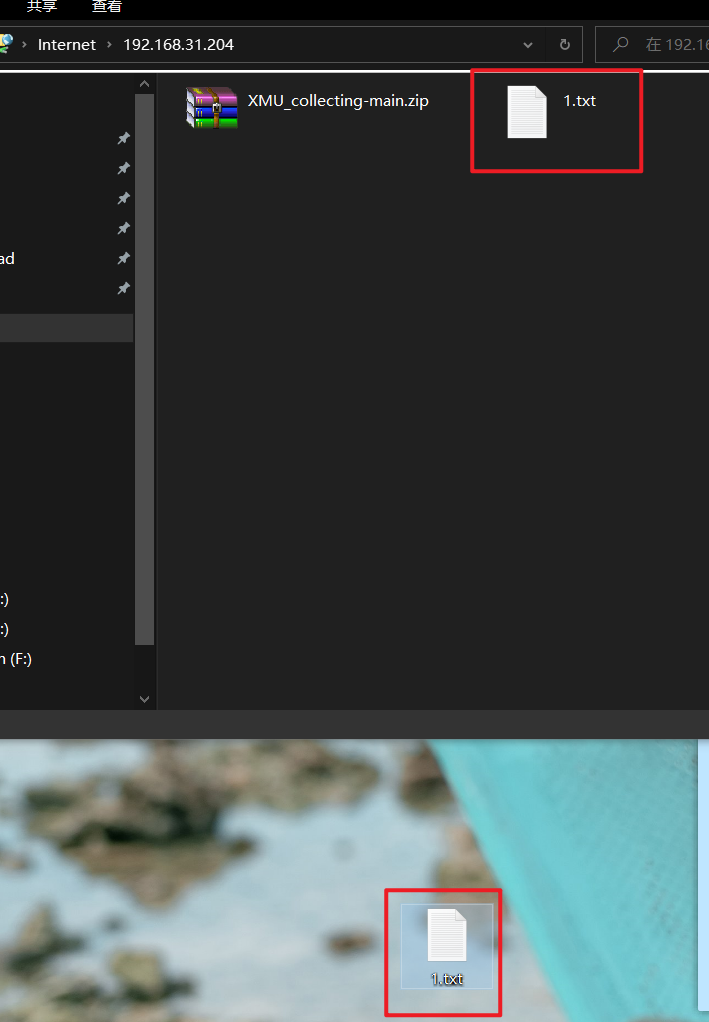 共享 查看
Internet 192.168.31.204 在 192.16
XMU_collecting-main.zip 1.txt
ad
:)
:)
(F:)
1.txt